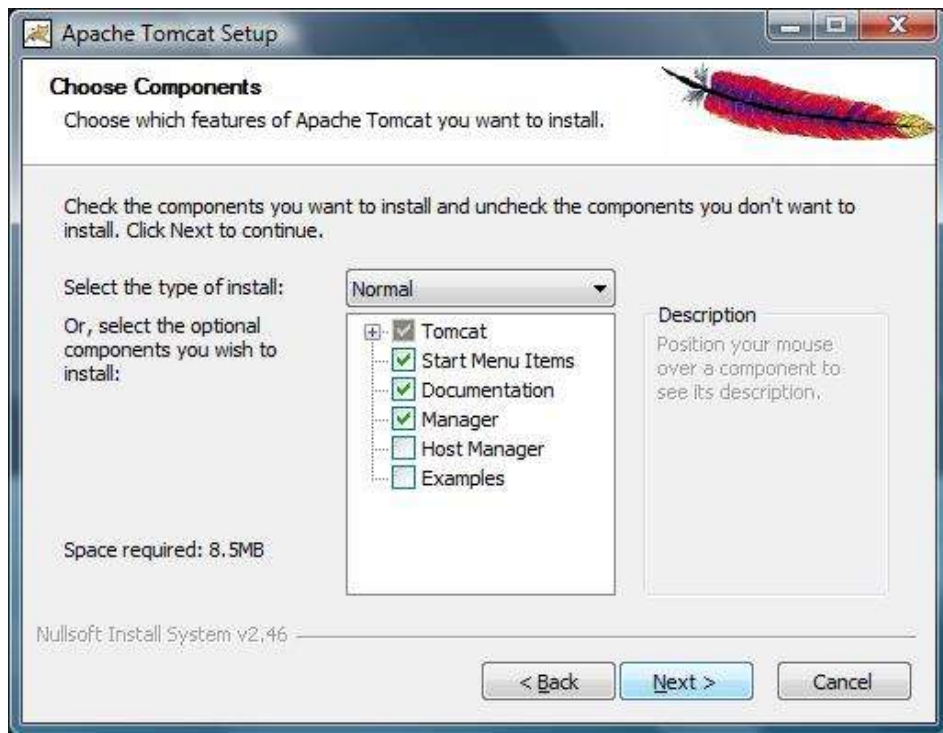 Apache Tomcat Setup
Choose Components
Choose which features of Apache Tomcat you want to install.
Check the components you want to install and uncheck the components you don't want to
install. Click Next to continue.
Select the type of install:
Normal
Or, select the optional
components you wish to
install:
Tomcat
Start Menu Items
Documentation
Manager
Host Manager
Examples
Description
Position your mouse
over a component to
see its description.
Space required: 8.5MB
Nullsoft Install System v2.46
< Back
Next >
Cancel